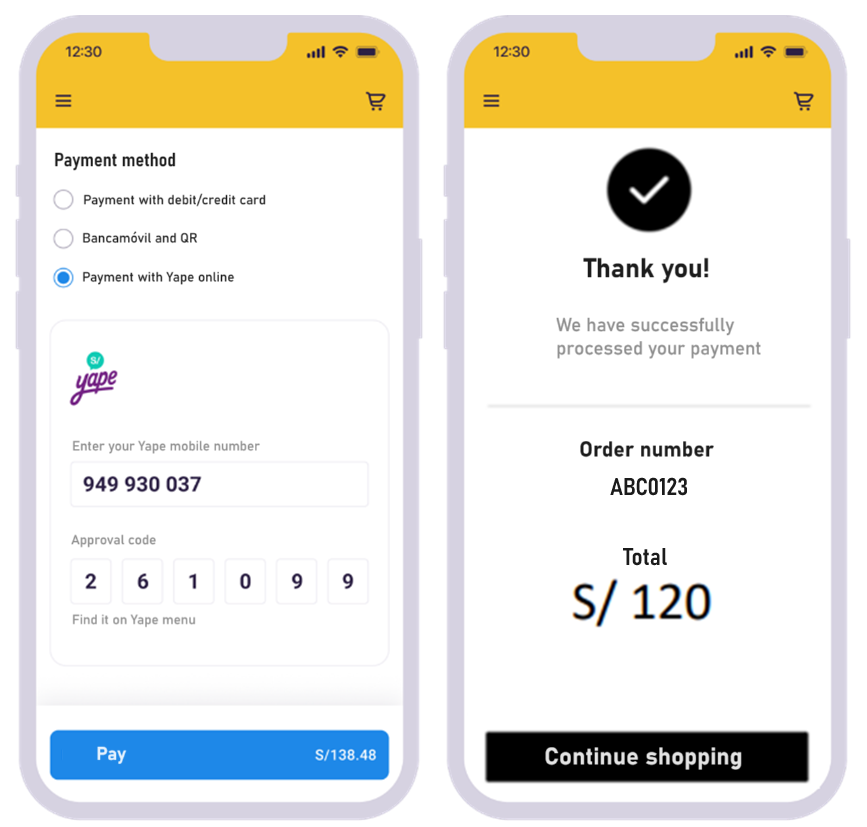 12:30
Payment method
Payment with debit/credit card
Bancamóvil and QR
Payment with Yape online
S/
yape
Enter your Yape mobile number
949 930 037
Approval code
2 6 1 0 9 9
Find it on Yape menu
Pay S/138.48
12:30
Thank you!
We have successfully
processed your payment
Order number
ABC0123
Total
S/ 120
Continue shopping